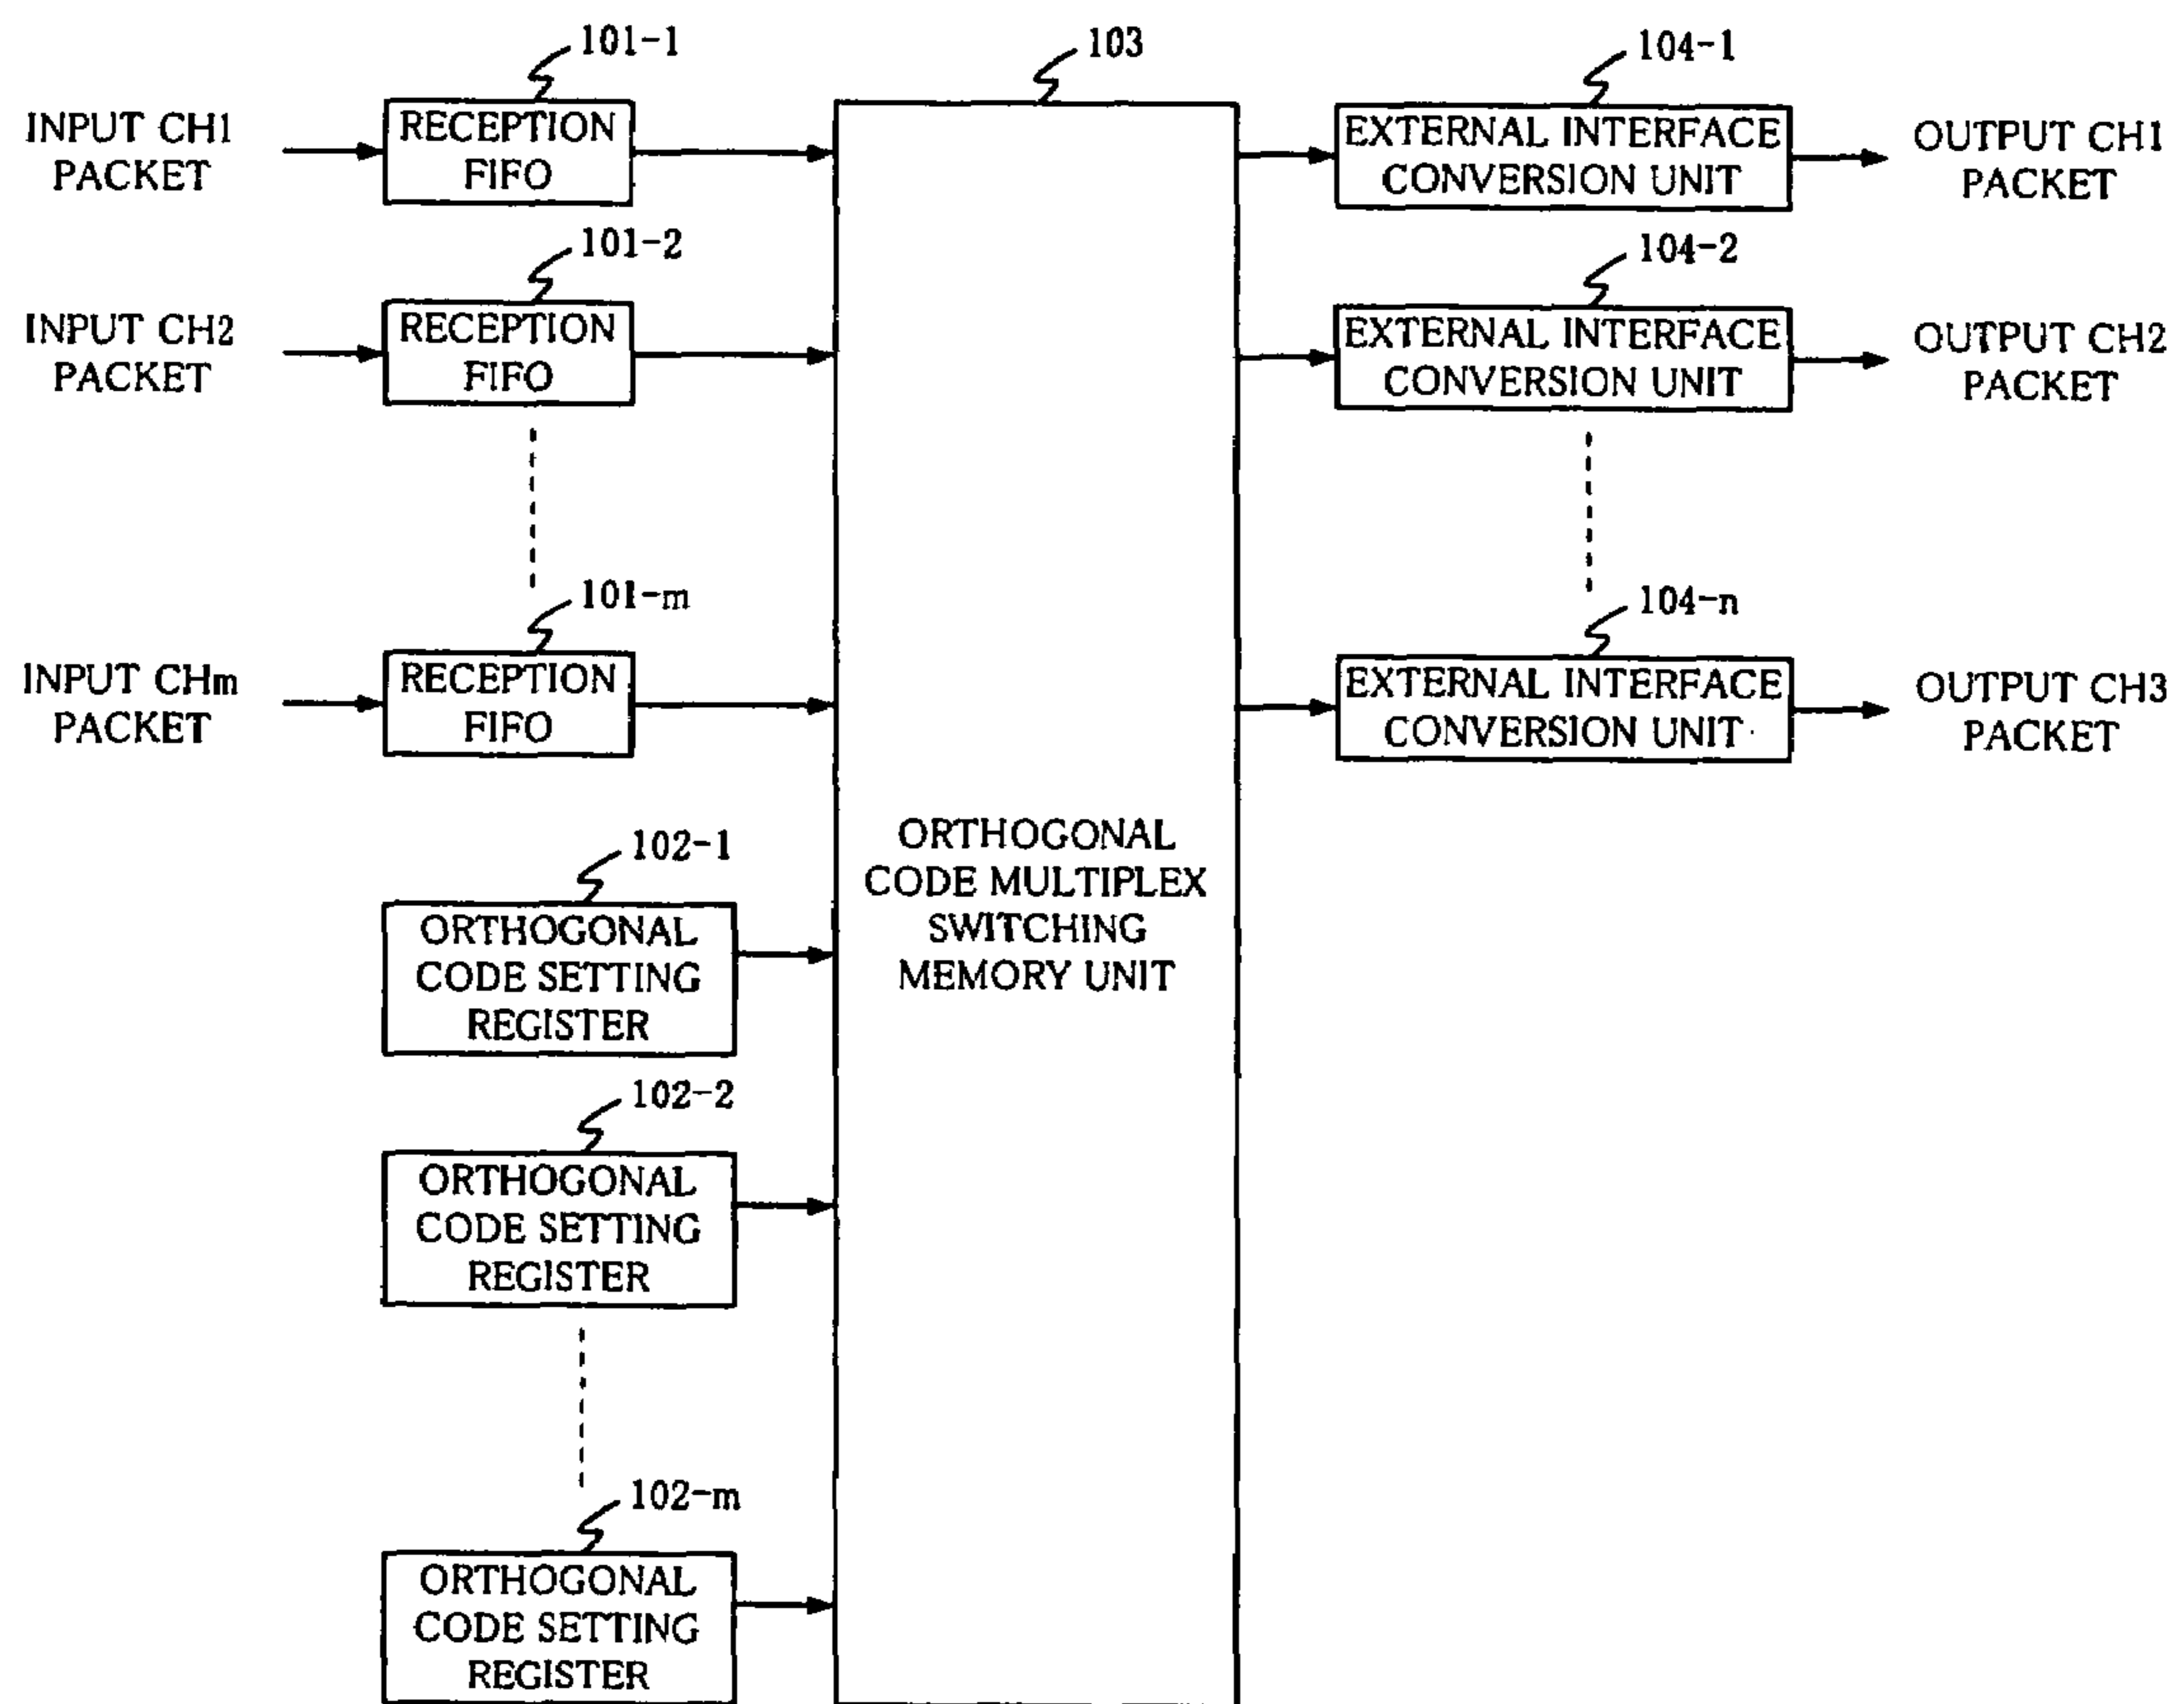 101-1
103
104-1
INPUT CH1
PACKET
RECEPTION
FIFO
EXTERNAL INTERFACE
CONVERSION UNIT
OUTPUT CH1
PACKET
101-2
104-2
INPUT CH2
PACKET
RECEPTION
FIFO
EXTERNAL INTERFACE
CONVERSION UNIT
OUTPUT CH2
PACKET
101-m
104-n
INPUT CHm
PACKET
RECEPTION
FIFO
EXTERNAL INTERFACE
CONVERSION UNIT
OUTPUT CH3
PACKET
102-1
ORTHOGONAL
CODE SETTING
REGISTER
ORTHOGONAL
CODE MULTIPLEX
SWITCHING
MEMORY UNIT
102-2
ORTHOGONAL
CODE SETTING
REGISTER
102-m
ORTHOGONAL
CODE SETTING
REGISTER